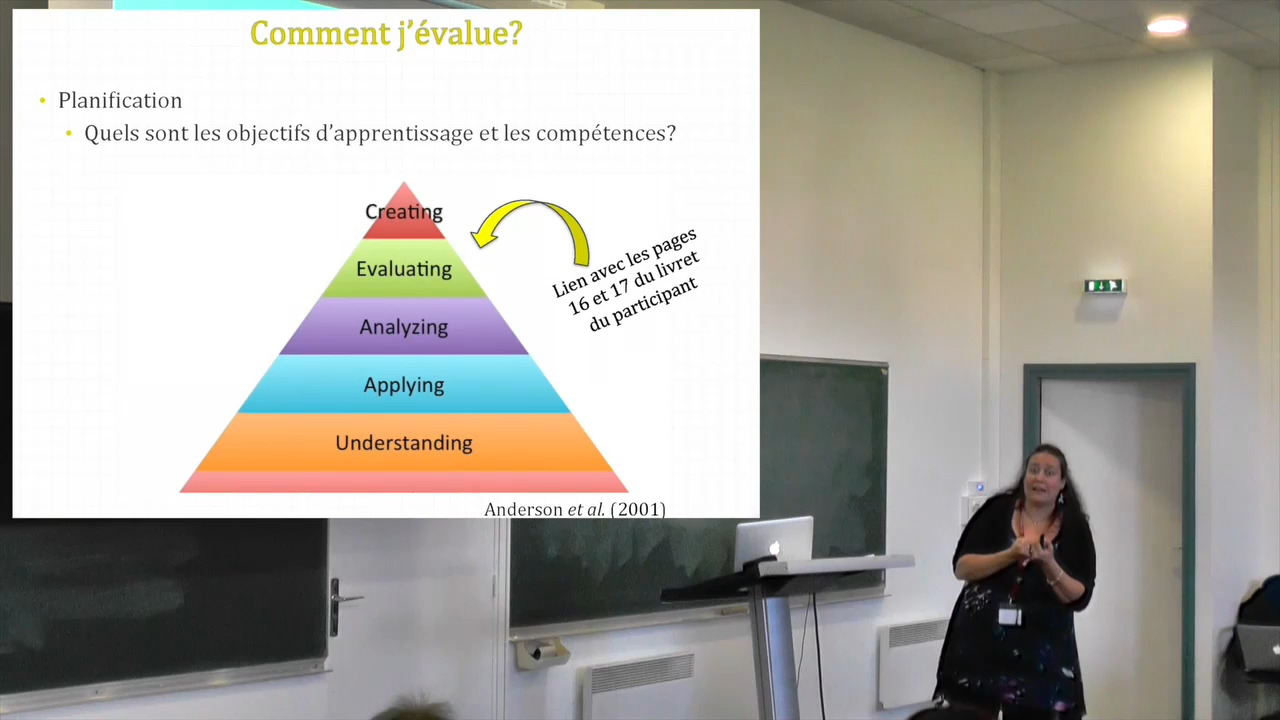 Comment j'évalue?
• Planification
• Quels sont les objectifs d'apprentissage et les compétences?
Creating
Evaluating
Analyzing
Applying
Understanding
Lien avec les pages
16 et 17 du livret
du participant
Anderson et al. (2001)